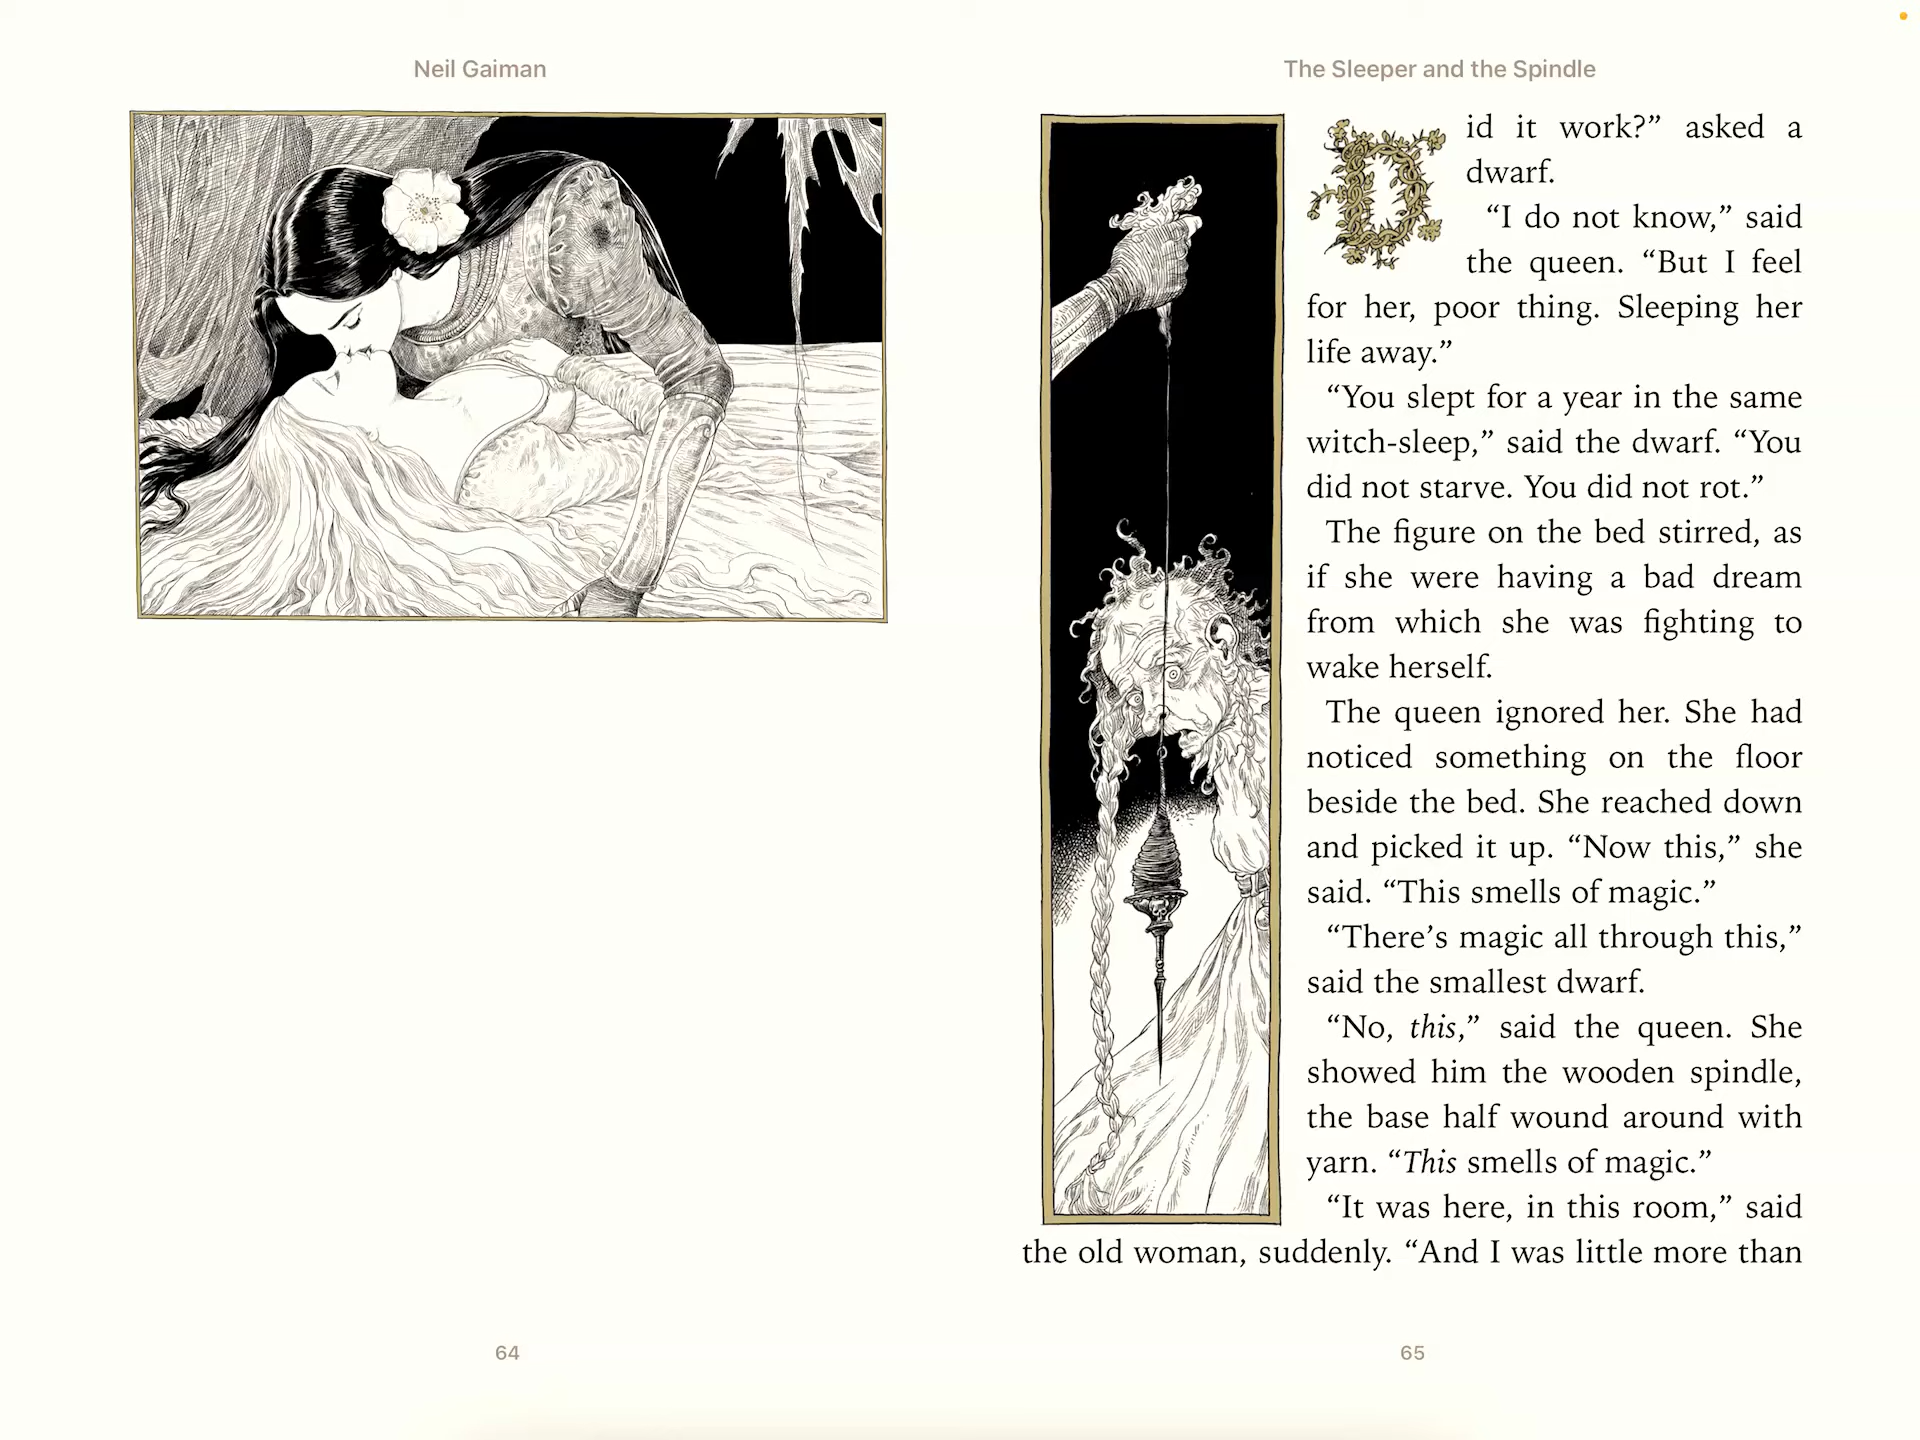 Neil Gaiman
64
The Sleeper and the Spindle
Did it work?” asked a
dwarf.
“I do not know,” said
the queen. “But I feel
for her, poor thing. Sleeping her
life away.”
“You slept for a year in the same
witch-sleep,” said the dwarf. “You
did not starve. You did not rot.”
The figure on the bed stirred, as
if she were having a bad dream
from which she was fighting to
wake herself.
The queen ignored her. She had
noticed something on the floor
beside the bed. She reached down
and picked it up. “Now this,” she
said. “This smells of magic.”
“There’s magic all through this,”
said the smallest dwarf.
“No, this,” said the queen. She
showed him the wooden spindle,
the base half wound around with
yarn. “This smells of magic.”
“It was here, in this room,” said
the old woman, suddenly. “And I was little more than
65